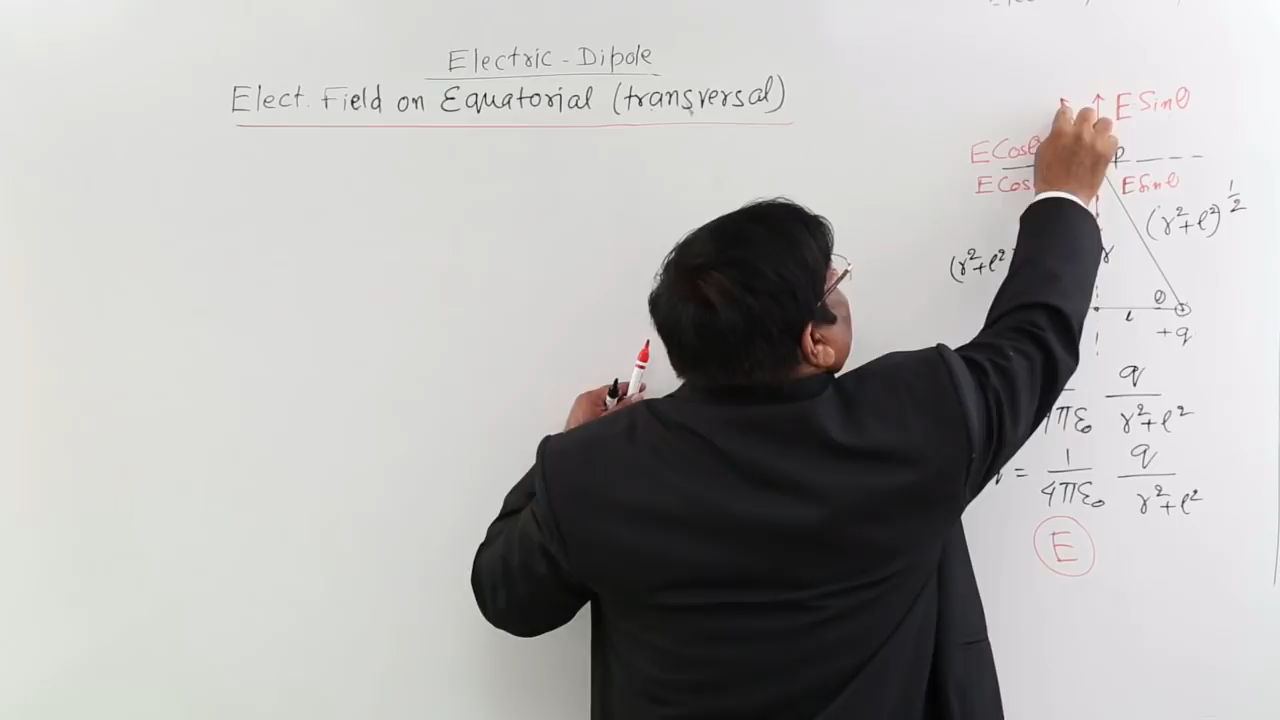 Electric - Dipole
Elect. Field on Equatorial (transversal)
E Sinθ
E Cosθ P
E Cos E Sinθ
(r²+l²)^1/2
(r²+l² r
θ
l
+q
4πε₀ q/r²+l²
= 1/4πε₀ q/r²+l²
E